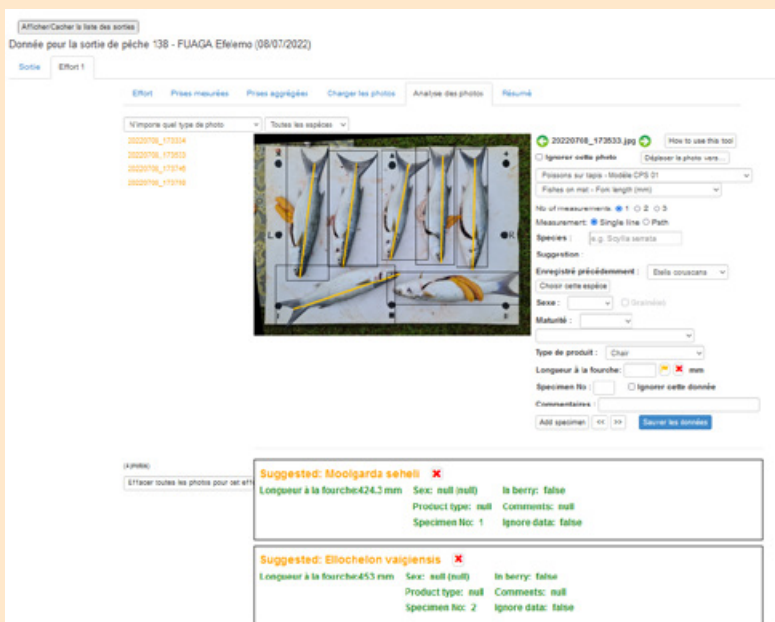 Afficher/Cacher la liste des sorties
Donnée pour la sortie de pêche 138 - FUAGA Efeiemo (08/07/2022)
Sortie Effort 1
Effort Prises mesurées Prises aggrégées Charger les photos Analyse des photos Résumé
N'importe quel type de photo Toutes les espèces
20220708_173533.jpg How to use this tool
20220708_173533
20220708_173745
Ignorer cette photo Déplacer la photo vers...
Poissons sur tapis - Modèle CPS 01
Fishes on mat - Fork length (mm)
No of measurements: 1 2 3
Measurement: Single line Path
Species : e.g. Scylla serrata
Suggestion :
Enregistré précédemment : Etelis coruscans
Choisir cette espèce
Sexe : Grainé(e)
Maturité :
Type de produit : Chair
Longueur à la fourche: mm
Specimen No : Ignorer cette donnée
Commentaires :
Add specimen << >> Sauver les données
(4 photos)
Effacer toutes les photos pour cet eff
Suggested: Moolgarda seheli
Longueur à la fourche:424.3 mm Sex: null (null) In berry: false
Product type: null Comments: null
Specimen No: 1 Ignore data: false
Suggested: Ellochelon vaigiensis
Longueur à la fourche:453 mm Sex: null (null) In berry: false
Product type: null Comments: null
Specimen No: 2 Ignore data: false